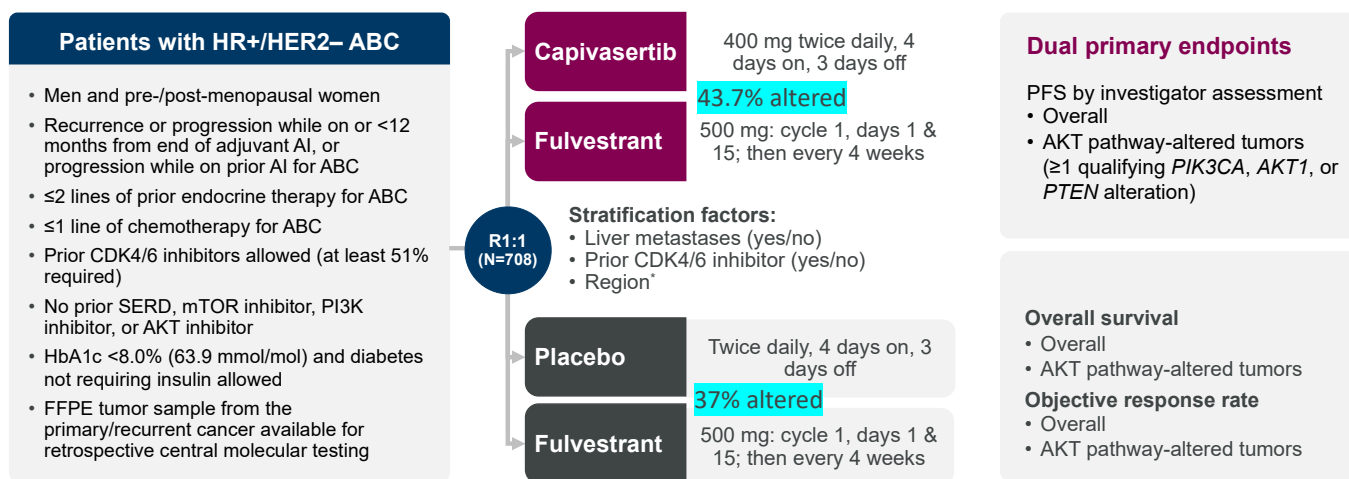 Patients with HR+/HER2– ABC
• Men and pre-/post-menopausal women
• Recurrence or progression while on or <12
months from end of adjuvant AI, or
progression while on prior AI for ABC
• ≤2 lines of prior endocrine therapy for ABC
• ≤1 line of chemotherapy for ABC
• Prior CDK4/6 inhibitors allowed (at least 51%
required)
• No prior SERD, mTOR inhibitor, PI3K
inhibitor, or AKT inhibitor
• HbA1c <8.0% (63.9 mmol/mol) and diabetes
not requiring insulin allowed
• FFPE tumor sample from the
primary/recurrent cancer available for
retrospective central molecular testing
R1:1
(N=708)
Capivasertib
400 mg twice daily, 4
days on, 3 days off
43.7% altered
Fulvestrant
500 mg: cycle 1, days 1 &
15; then every 4 weeks
Stratification factors:
• Liver metastases (yes/no)
• Prior CDK4/6 inhibitor (yes/no)
• Region*
Placebo
Twice daily, 4 days on, 3
days off
37% altered
Fulvestrant
500 mg: cycle 1, days 1 &
15; then every 4 weeks
Dual primary endpoints
PFS by investigator assessment
• Overall
• AKT pathway-altered tumors
(≥1 qualifying PIK3CA, AKT1, or
PTEN alteration)
Overall survival
• Overall
• AKT pathway-altered tumors
Objective response rate
• Overall
• AKT pathway-altered tumors